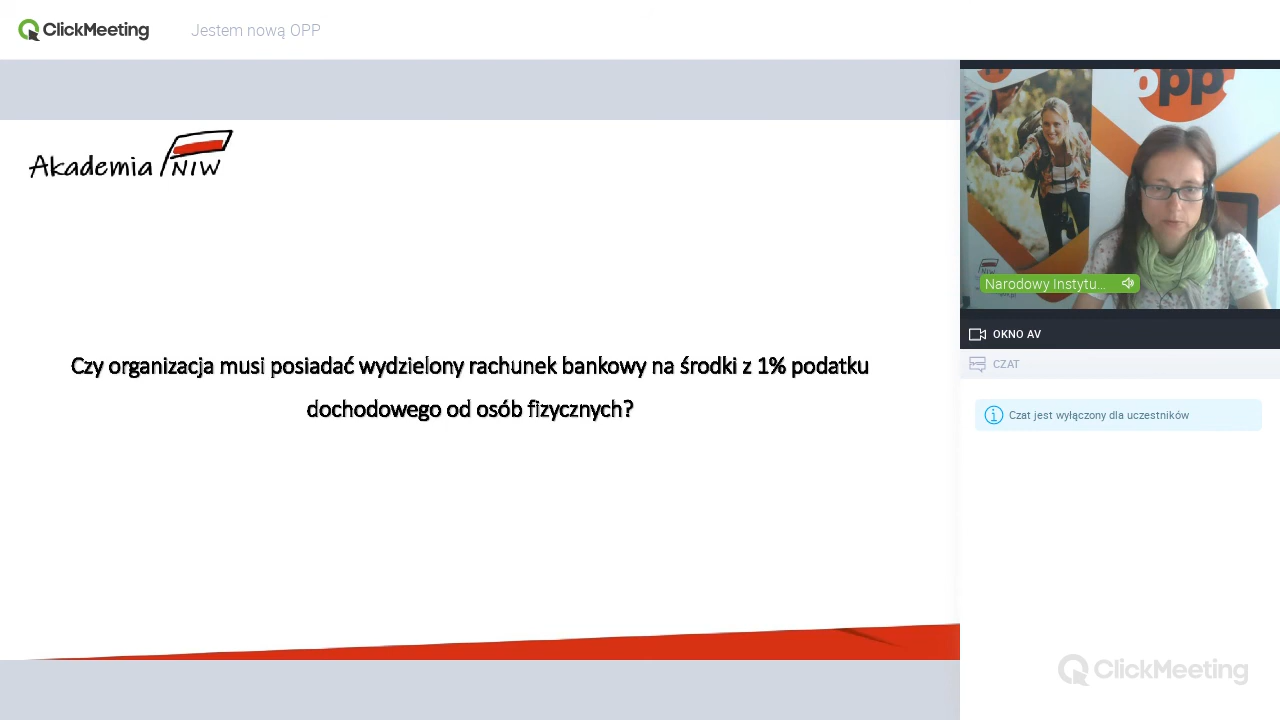 ClickMeeting
Jestem nową OPP
Akademia NIW
opp.
Narodowy Instytu...
OKNO AV
CZAT
Czat jest wyłączony dla uczestników
Czy organizacja musi posiadać wydzielony rachunek bankowy na środki z 1% podatku
dochodowego od osób fizycznych?
ClickMeeting